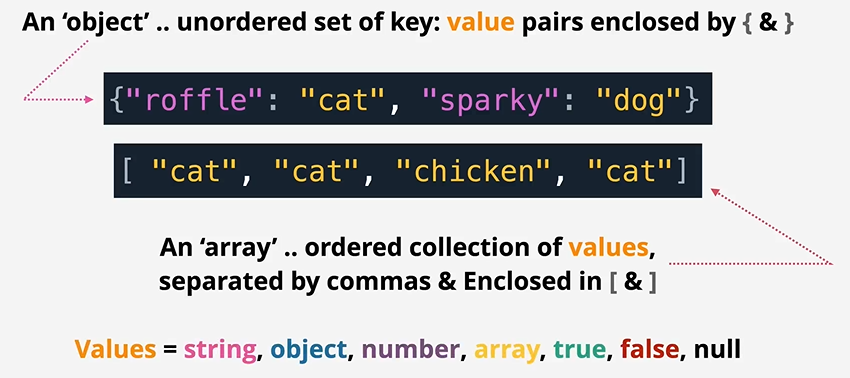 An ‘object’ .. unordered set of key: value pairs enclosed by { & }
{"roffle": "cat", "sparky": "dog"}
[ "cat", "cat", "chicken", "cat"]
An ‘array’ .. ordered collection of values,
separated by commas & Enclosed in [ & ]
Values = string, object, number, array, true, false, null